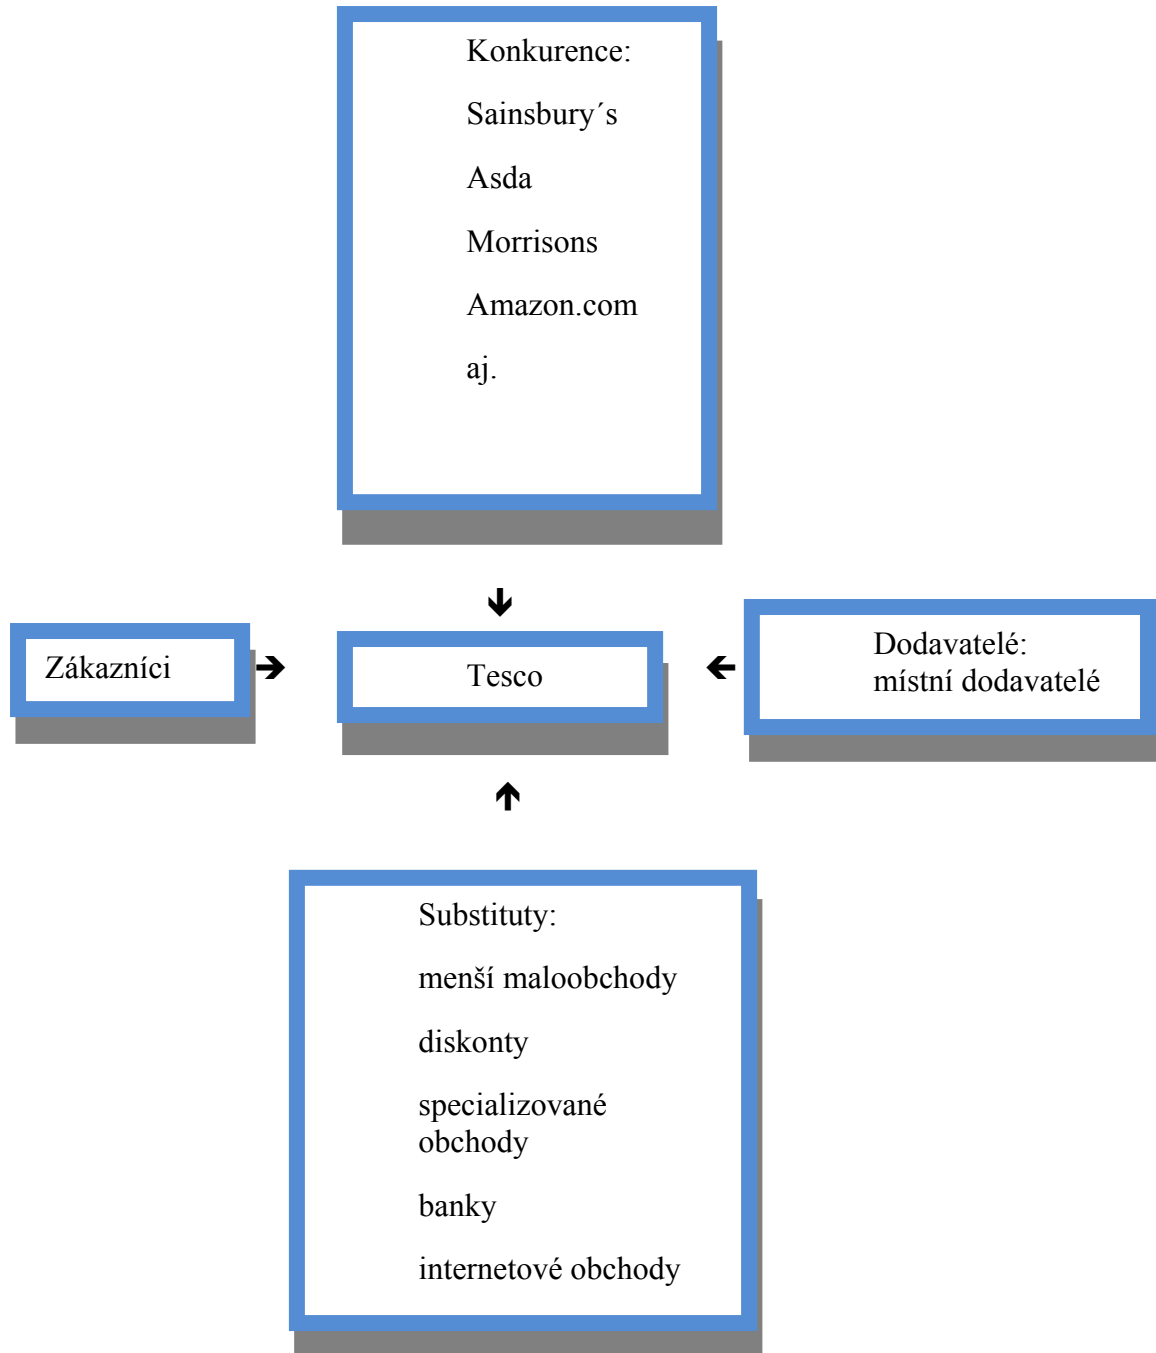 Konkurence:
Sainsbury´s
Asda
Morrisons
Amazon.com
aj.
Zákazníci
Tesco
Dodavatelé:
místní dodavatelé
Substituty:
menší maloobchody
diskonty
specializované
obchody
banky
internetové obchody